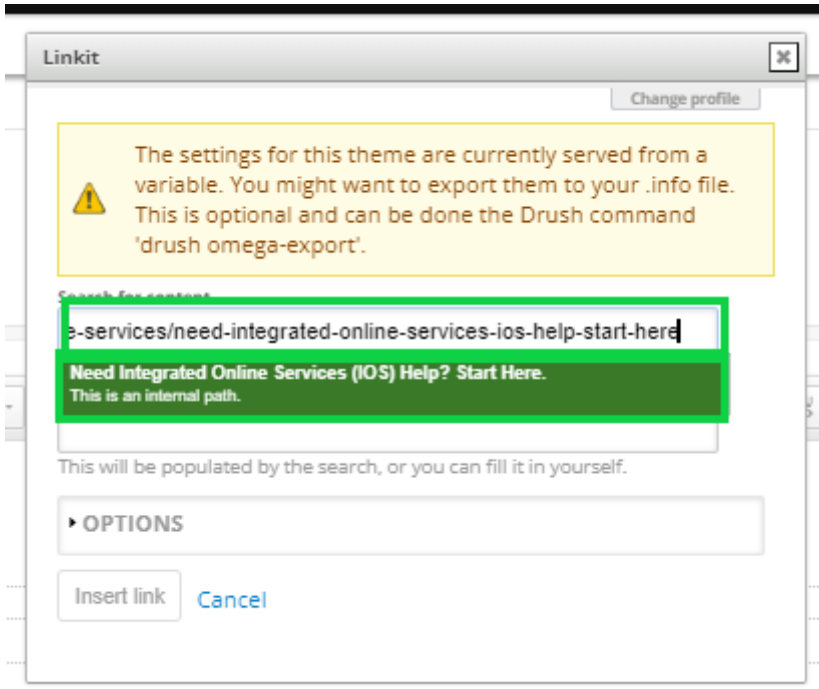 Linkit
Change profile
The settings for this theme are currently served from a
variable. You might want to export them to your .info file.
This is optional and can be done the Drush command
'drush omega-export'.
Search for content
e-services/need-integrated-online-services-ios-help-start-here
Need Integrated Online Services (IOS) Help? Start Here.
This is an internal path.
This will be populated by the search, or you can fill it in yourself.
OPTIONS
Insert link
Cancel